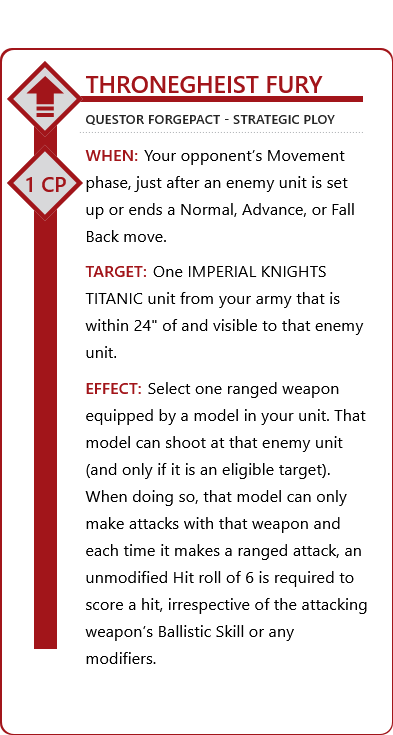 THRONEGHEIST FURY
QUESTOR FORGEPACT - STRATEGIC PLOY
1 CP
WHEN: Your opponent's Movement
phase, just after an enemy unit is set
up or ends a Normal, Advance, or Fall
Back move.
TARGET: One IMPERIAL KNIGHTS
TITANIC unit from your army that is
within 24" of and visible to that enemy
unit.
EFFECT: Select one ranged weapon
equipped by a model in your unit. That
model can shoot at that enemy unit
(and only if it is an eligible target).
When doing so, that model can only
make attacks with that weapon and
each time it makes a ranged attack, an
unmodified Hit roll of 6 is required to
score a hit, irrespective of the attacking
weapon's Ballistic Skill or any
modifiers.